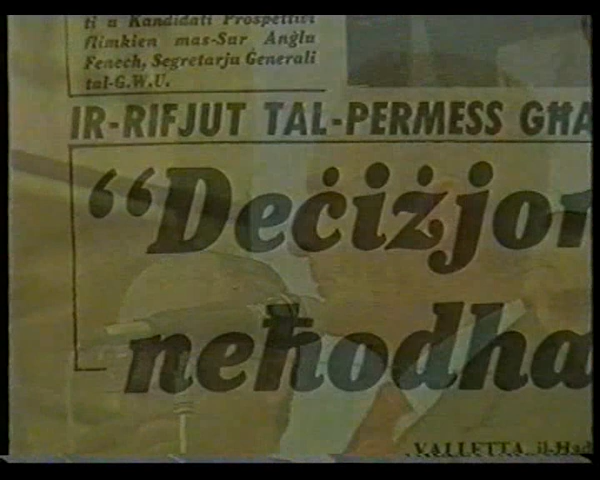 ti u Kandidati Prospettivi
flimkien mas-Sur Anġlu
Fenech, Segretarju Ġenerali
tal-G.W.U.
IR-RIFJUT TAL-PERMESS GĦA
“Deċiżjon
neħodha
VALLETTA, il-Ħad